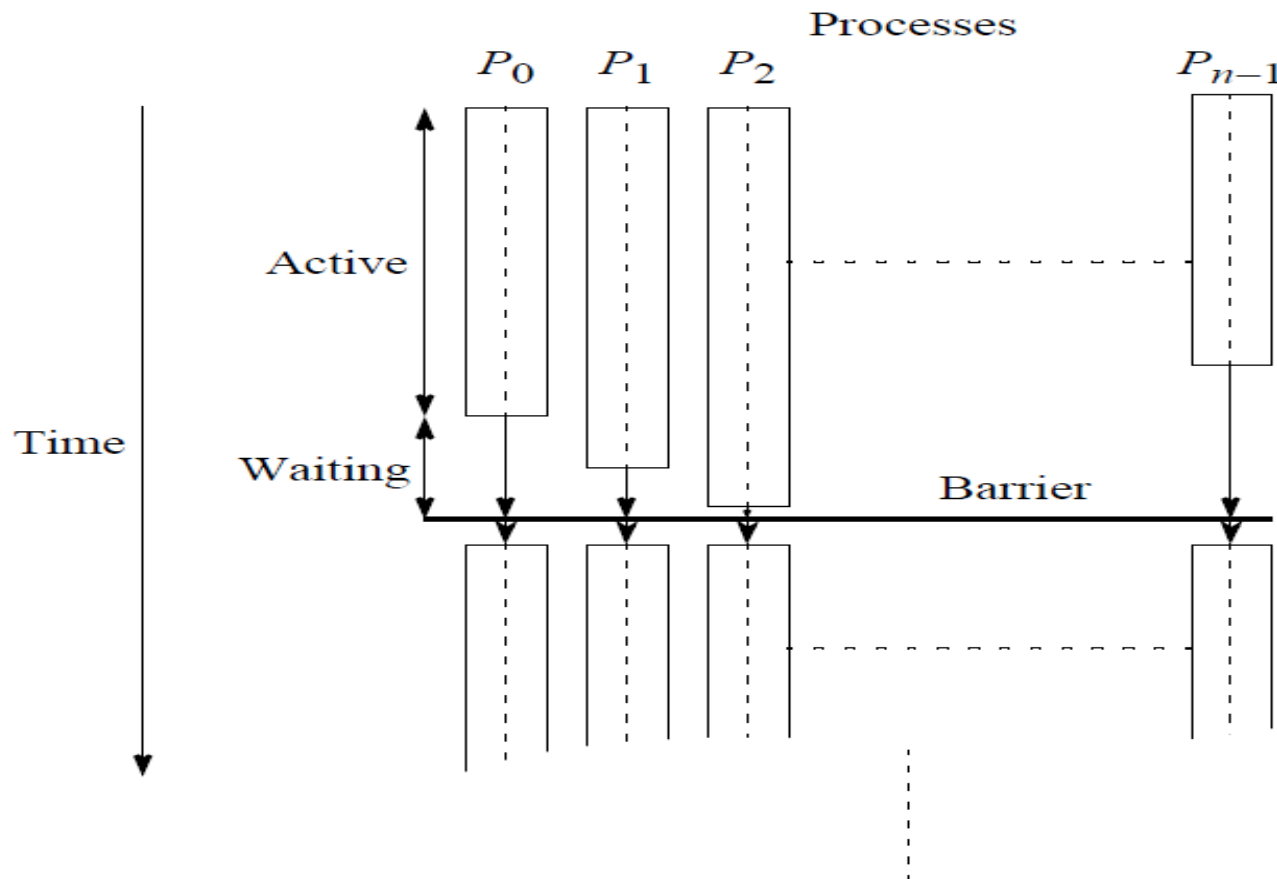 Processes
P0 P1 P2 Pn−1
Active
Time
Waiting
Barrier